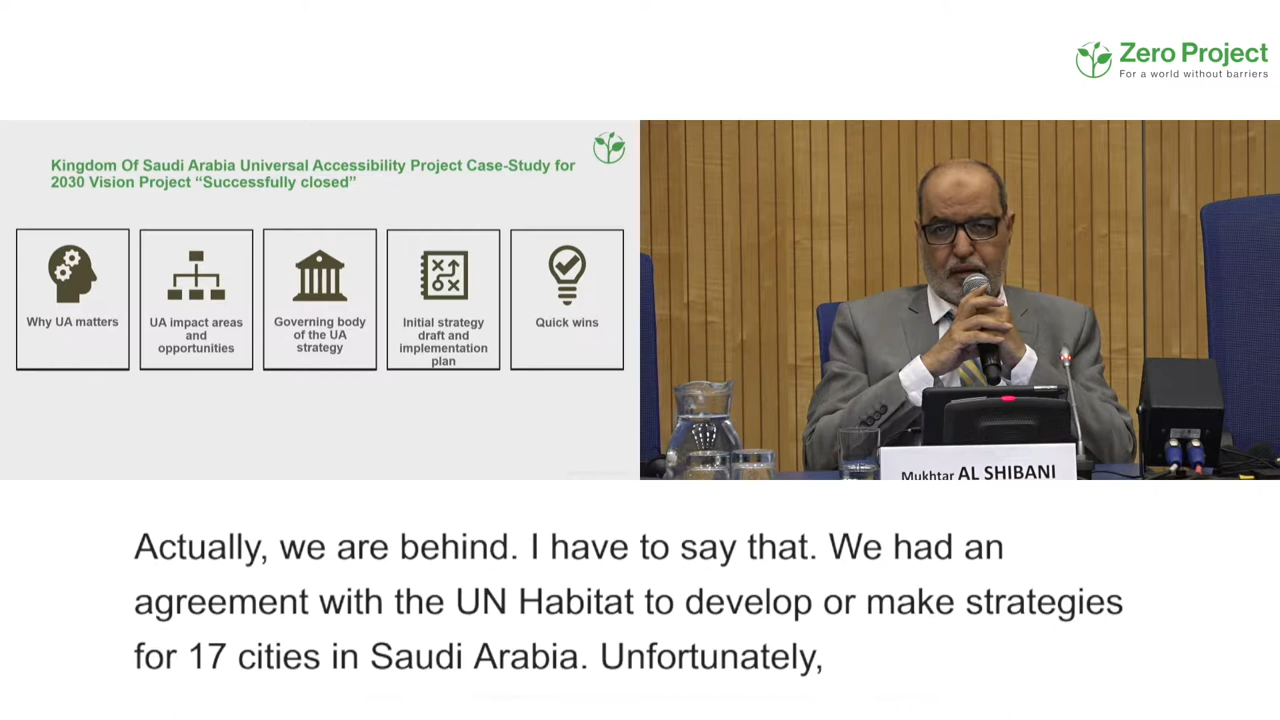 Zero Project
For a world without barriers
Kingdom Of Saudi Arabia Universal Accessibility Project Case-Study for
2030 Vision Project “Successfully closed”
Why UA matters
UA impact areas
and
opportunities
Governing body
of the UA
strategy
Initial strategy
draft and
implementation
plan
Quick wins
Mukhtar AL SHIBANI
Actually, we are behind. I have to say that. We had an
agreement with the UN Habitat to develop or make strategies
for 17 cities in Saudi Arabia. Unfortunately,